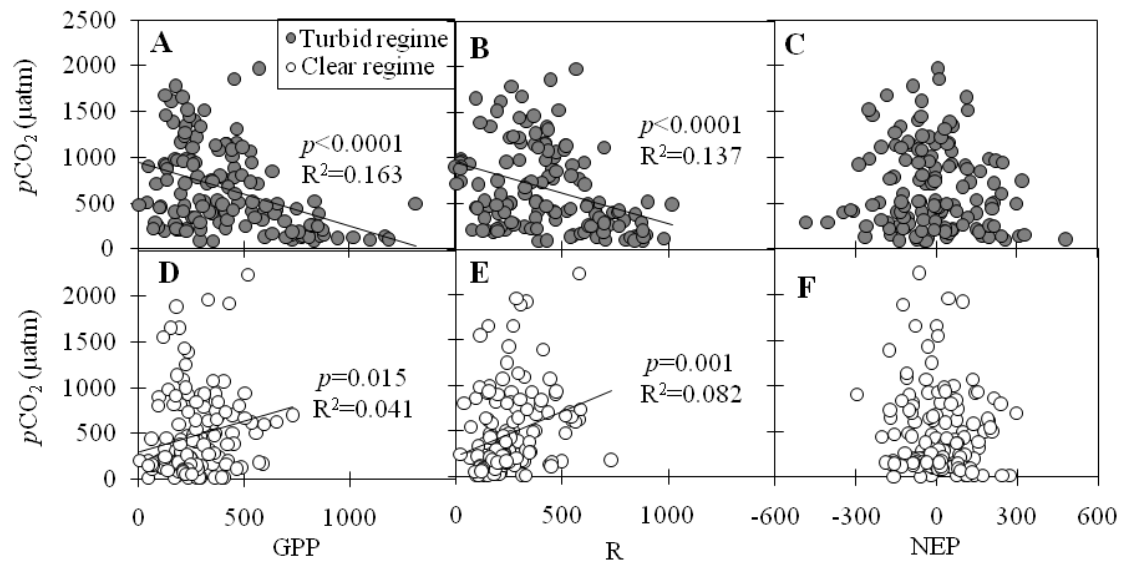 2500
2000
1500
1000
500
0
pCO₂ (µatm)
A
Turbid regime
Clear regime
p<0.0001
R²=0.163
B
p<0.0001
R²=0.137
C
2000
1500
1000
500
0
pCO₂ (µatm)
D
p=0.015
R²=0.041
E
p=0.001
R²=0.082
F
0 500 1000
GPP
0 500 1000
R
-600 -300 0 300 600
NEP